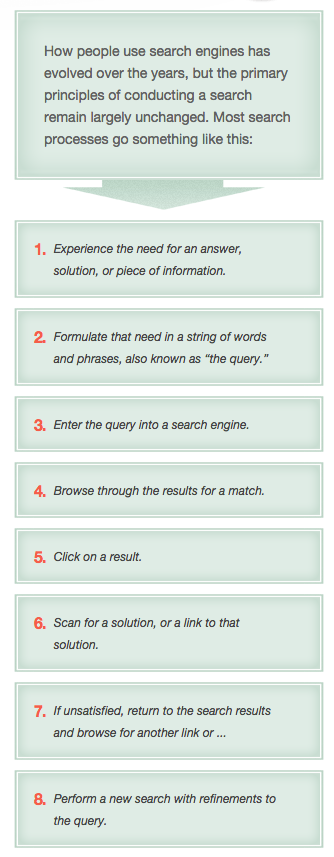 How people use search engines has
evolved over the years, but the primary
principles of conducting a search
remain largely unchanged. Most search
processes go something like this:
1. Experience the need for an answer,
solution, or piece of information.
2. Formulate that need in a string of words
and phrases, also known as “the query.”
3. Enter the query into a search engine.
4. Browse through the results for a match.
5. Click on a result.
6. Scan for a solution, or a link to that
solution.
7. If unsatisfied, return to the search results
and browse for another link or ...
8. Perform a new search with refinements to
the query.